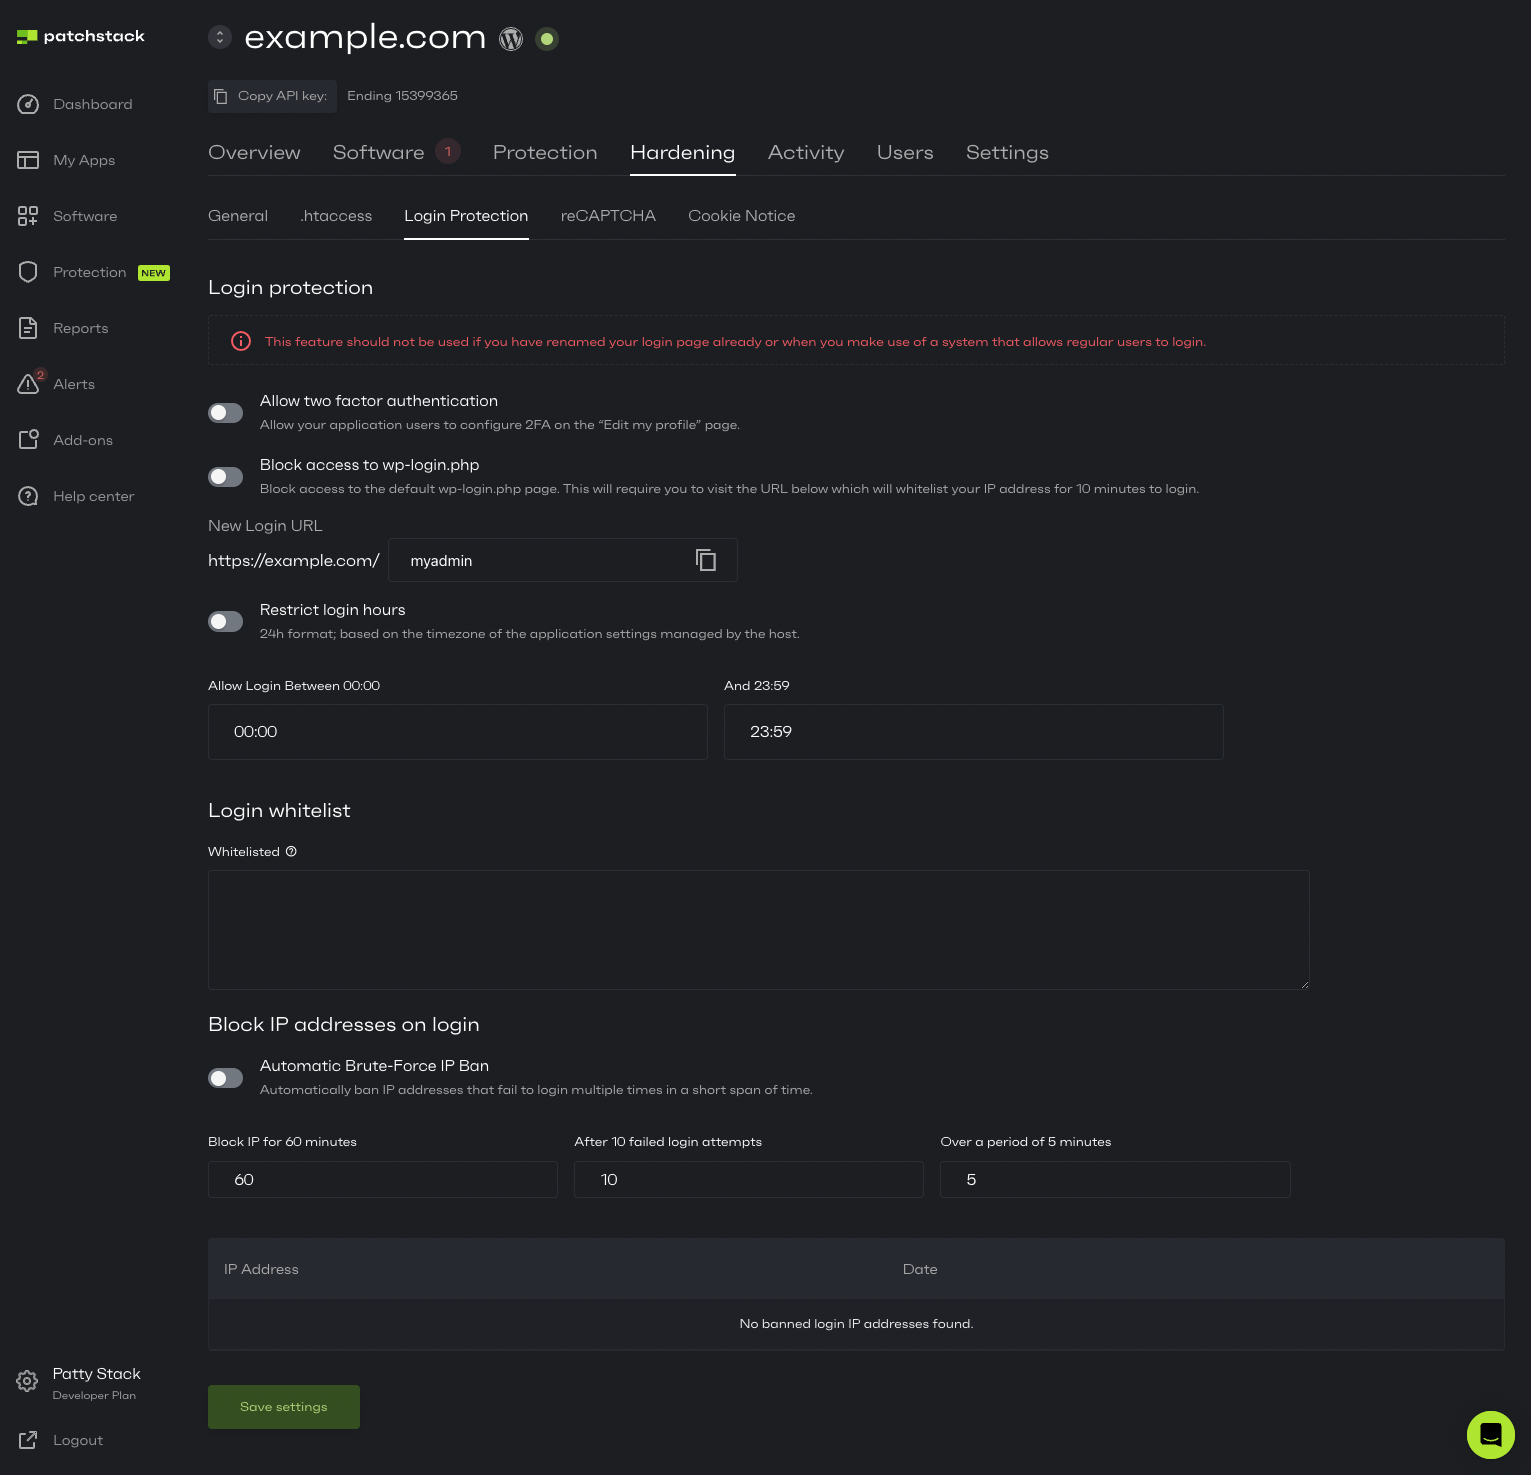 patchstack
Dashboard
My Apps
Software
Protection NEW
Reports
2
Alerts
Add-ons
Help center
Patty Stack
Developer Plan
Logout
example.com
Copy API key: Ending 15399365
Overview Software 1 Protection Hardening Activity Users Settings
General .htaccess Login Protection reCAPTCHA Cookie Notice
Login protection
This feature should not be used if you have renamed your login page already or when you make use of a system that allows regular users to login.
Allow two factor authentication
Allow your application users to configure 2FA on the “Edit my profile” page.
Block access to wp-login.php
Block access to the default wp-login.php page. This will require you to visit the URL below which will whitelist your IP address for 10 minutes to login.
New Login URL
https://example.com/ myadmin
Restrict login hours
24h format; based on the timezone of the application settings managed by the host.
Allow Login Between 00:00 And 23:59
00:00 23:59
Login whitelist
Whitelisted
Block IP addresses on login
Automatic Brute-Force IP Ban
Automatically ban IP addresses that fail to login multiple times in a short span of time.
Block IP for 60 minutes After 10 failed login attempts Over a period of 5 minutes
60 10 5
IP Address Date
No banned login IP addresses found.
Save settings